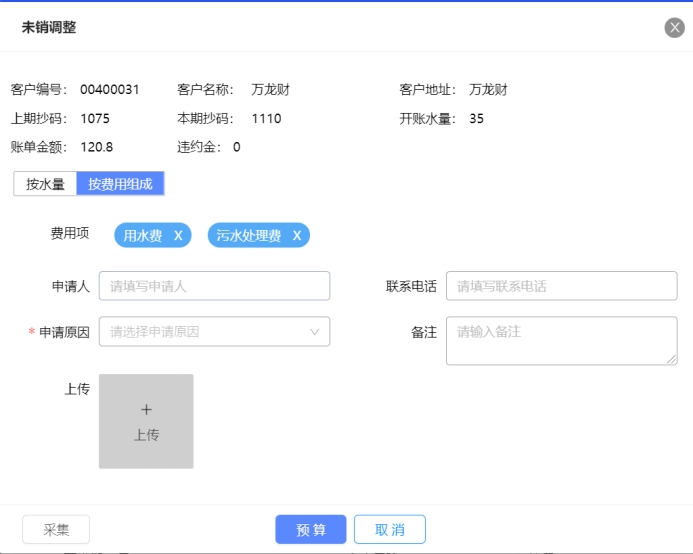 未销调整 X
客户编号： 00400031 客户名称： 万龙财 客户地址： 万龙财
上期抄码： 1075 本期抄码： 1110 开账水量： 35
账单金额： 120.8 违约金： 0
按水量 按费用组成
费用项 用水费 X 污水处理费 X
申请人 请填写申请人 联系电话 请填写联系电话
* 申请原因 请选择申请原因 备注 请输入备注
上传
+
上传
采集 预 算 取 消